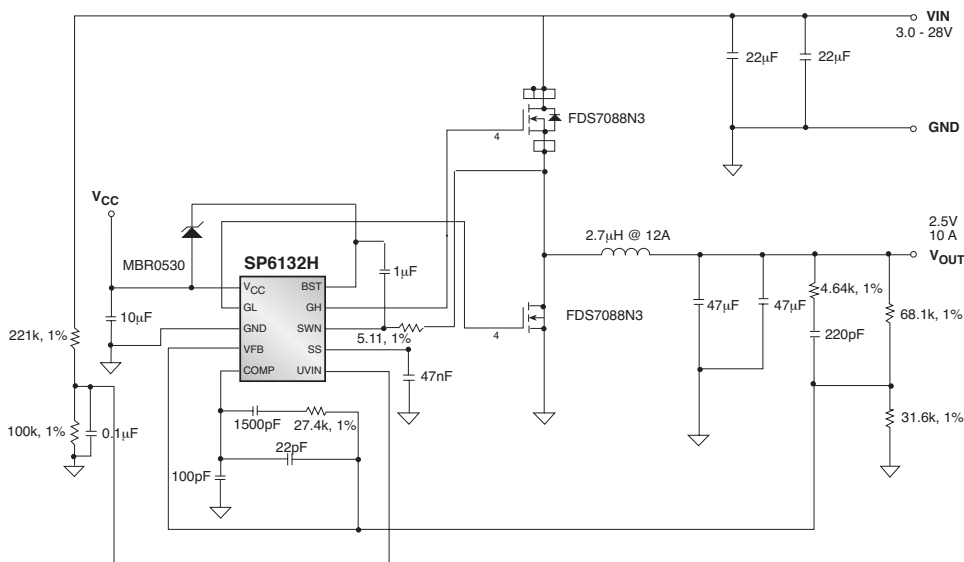 VIN
3.0 - 28V
22μF
22μF
FDS7088N3
4
GND
VCC
2.5V
10 A
2.7μH @ 12A
VOUT
MBR0530
SP6132H
1μF
VCC
BST
GL
GH
GND
SWN
VFB
SS
COMP
UVIN
10μF
5.11, 1%
4
FDS7088N3
47μF
47μF
4.64k, 1%
68.1k, 1%
220pF
221k, 1%
47nF
100k, 1%
0.1μF
1500pF
27.4k, 1%
31.6k, 1%
22pF
100pF